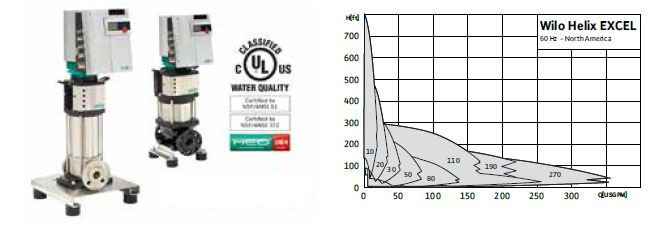 CLASSIFIED
C UL US
WATER QUALITY
Certified to
NSF/ANSI 61
Certified to
NSF/ANSI 372
H[ft]
Wilo Helix EXCEL
60 Hz – North America
700
600
500
400
300
200
100
0
10
20
30
50
80
110
190
270
0 50 100 150 200 250 300 Q[USGPM]